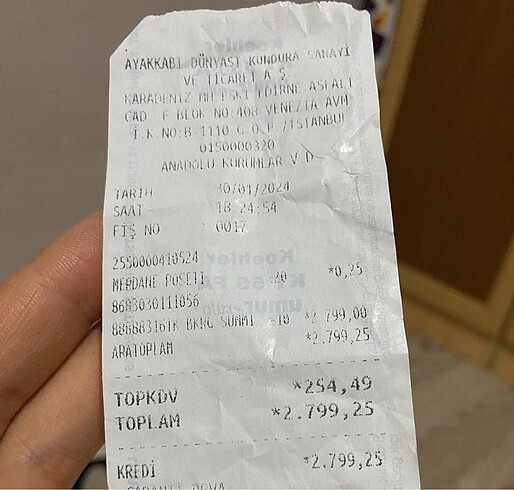 AYAKKABI DÜNYASI KUNDURA SANAYİ
VE TİCARET A.Ş.
KARADENİZ MH ESKİ EDİRNE ASFALT
CAD. F BLOK NO:408 VENEZIA AVM
İ.K.NO:8-1110 G.O.P./İSTANBUL
0150000320
ANADOLU KURUMLAR V.D.
TARİH 30/01/2024
SAAT 18:24:54
FİŞ NO : 0017
2550000410524
MERDANE POŞETİ %20 *0,25
8683030111056
%10 *2.799,00
ARATOPLAM *2.799,25
TOPKDV *254,49
TOPLAM *2.799,25
KREDİ *2.799,25